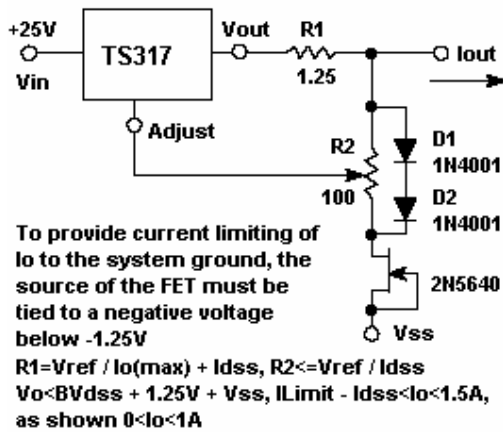 +25V
Vin
TS317
Vout
R1
1.25
Iout
Adjust
R2
100
D1
1N4001
D2
1N4001
2N5640
Vss
To provide current limiting of
Io to the system ground, the
source of the FET must be
tied to a negative voltage
below -1.25V
R1=Vref / Io(max) + Idss, R2<=Vref / Idss
Vo<BVdss + 1.25V + Vss, ILimit - Idss<Io<1.5A,
as shown 0<Io<1A